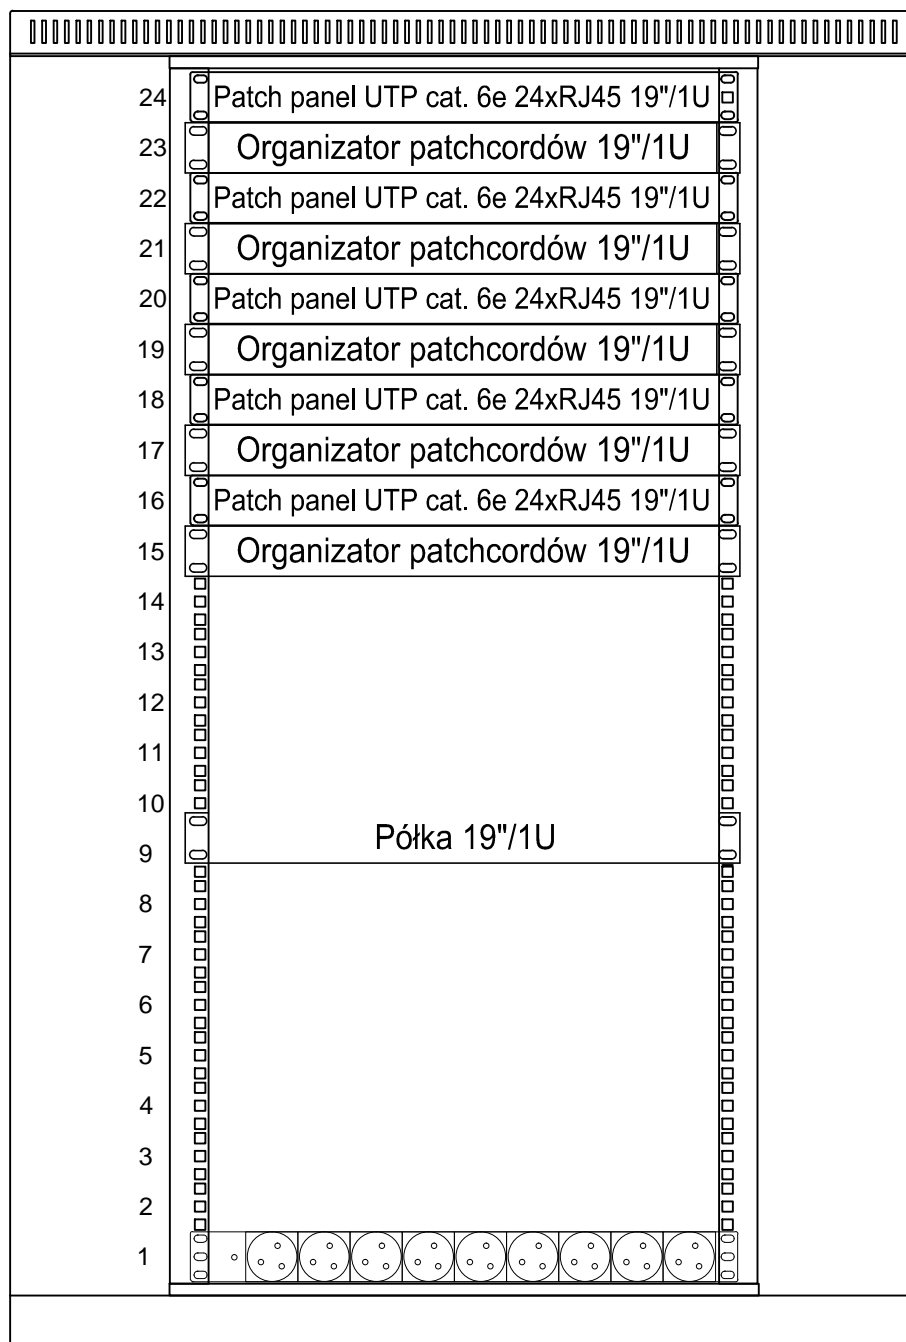 24 Patch panel UTP cat. 6e 24xRJ45 19"/1U
23 Organizator patchcordów 19"/1U
22 Patch panel UTP cat. 6e 24xRJ45 19"/1U
21 Organizator patchcordów 19"/1U
20 Patch panel UTP cat. 6e 24xRJ45 19"/1U
19 Organizator patchcordów 19"/1U
18 Patch panel UTP cat. 6e 24xRJ45 19"/1U
17 Organizator patchcordów 19"/1U
16 Patch panel UTP cat. 6e 24xRJ45 19"/1U
15 Organizator patchcordów 19"/1U
14
13
12
11
10
Półka 19"/1U
9
8
7
6
5
4
3
2
1